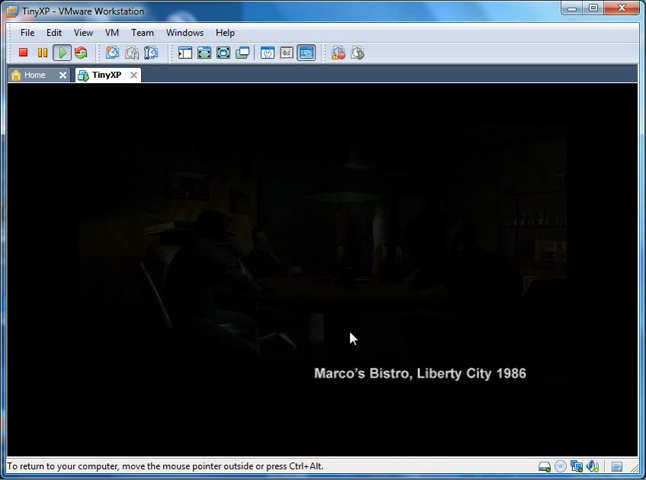 TinyXP - VMware Workstation
File Edit View VM Team Windows Help
Home TinyXP
Marco's Bistro, Liberty City 1986
To return to your computer, move the mouse pointer outside or press Ctrl+Alt.